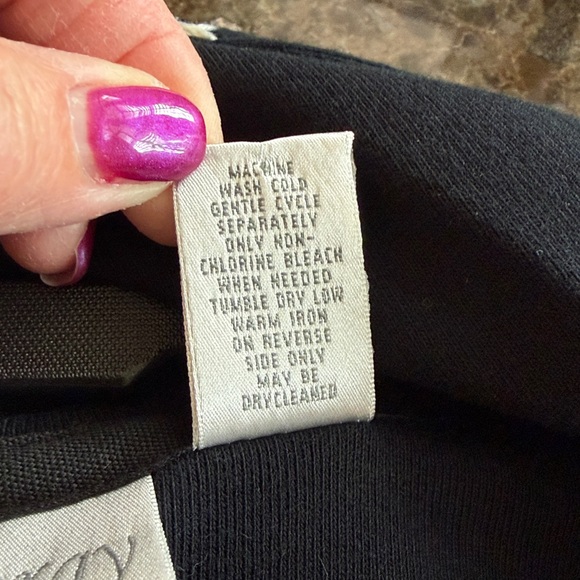 MACHINE
WASH COLD
GENTLE CYCLE
SEPARATELY
ONLY NON-
CHLORINE BLEACH
WHEN NEEDED
TUMBLE DRY LOW
WARM IRON
ON REVERSE
SIDE ONLY
MAY BE
DRYCLEANED